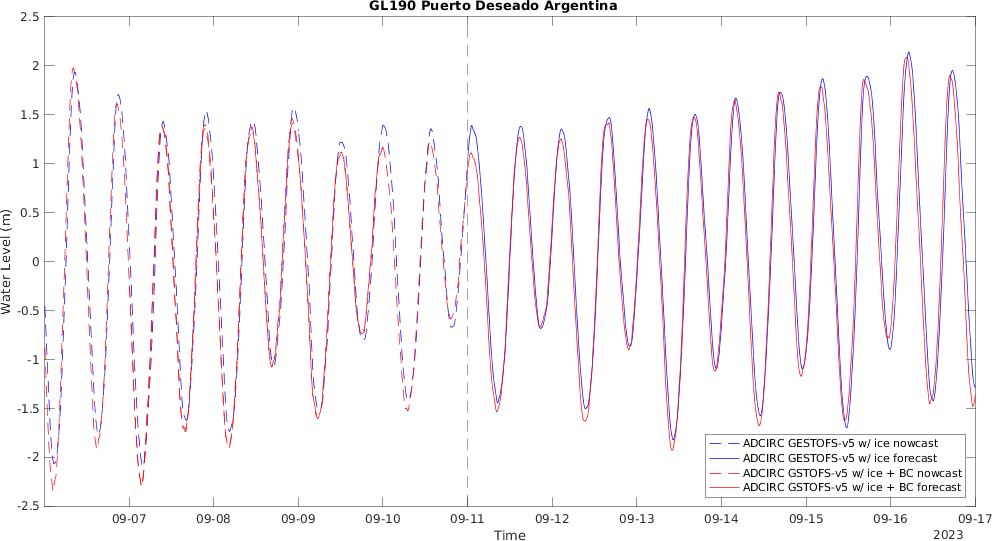 GL190 Puerto Deseado Argentina
2.5
2
1.5
1
0.5
0
-0.5
-1
-1.5
-2
-2.5
Water Level (m)
ADCIRC GESTOFS-v5 w/ ice nowcast
ADCIRC GESTOFS-v5 w/ ice forecast
ADCIRC GSTOFS-v5 w/ ice + BC nowcast
ADCIRC GSTOFS-v5 w/ ice + BC forecast
09-07 09-08 09-09 09-10 09-11 09-12 09-13 09-14 09-15 09-16 09-17
Time
2023